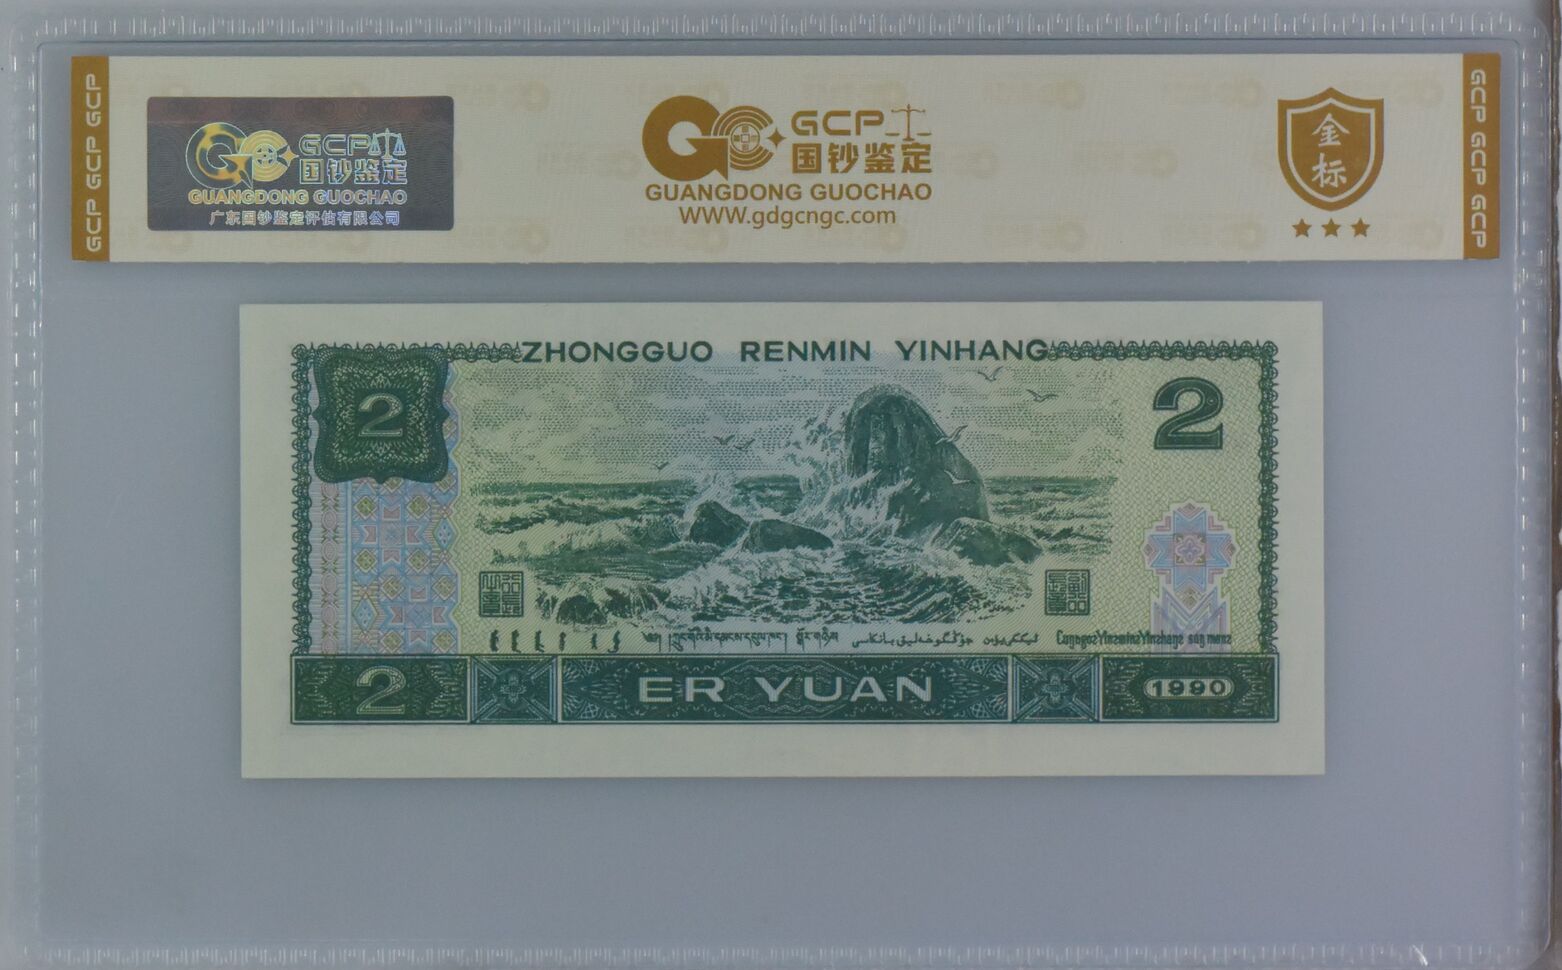 GCP GCP GCP
GCP
国钞鉴定
GUANGDONG GUOCHAO
广东国钞鉴定评估有限公司
GCP
国钞鉴定
GUANGDONG GUOCHAO
WWW.gdgcngc.com
金标
GCP GCP GCP
ZHONGGUO RENMIN YINHANG
2
2
2 ER YUAN 1990